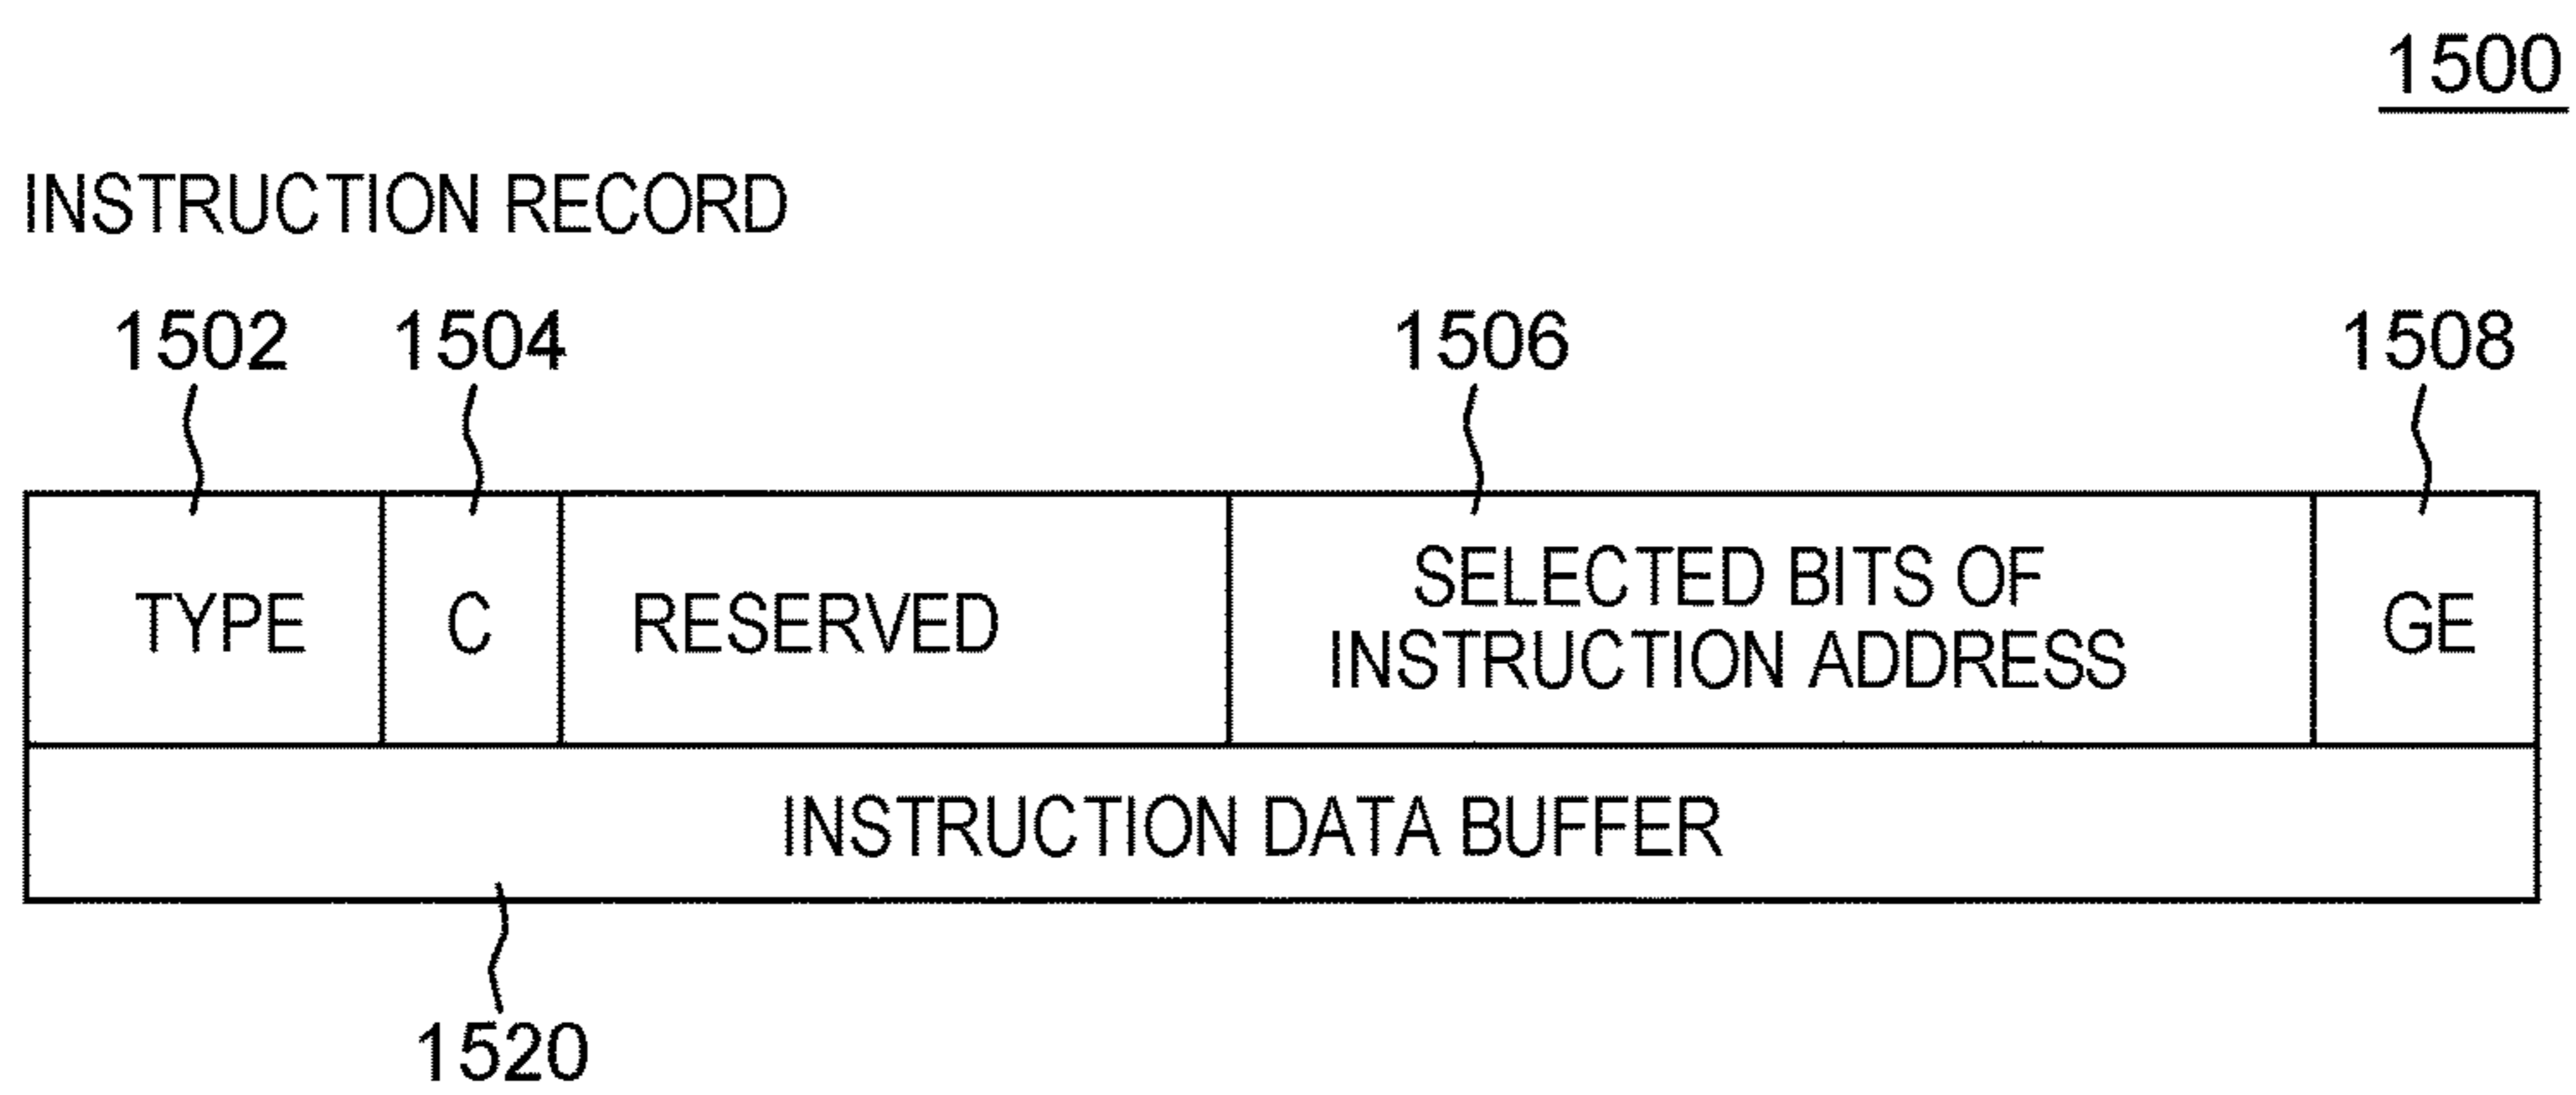 1500
INSTRUCTION RECORD
1502
1504
1506
1508
TYPE
C
RESERVED
SELECTED BITS OF
INSTRUCTION ADDRESS
GE
INSTRUCTION DATA BUFFER
1520